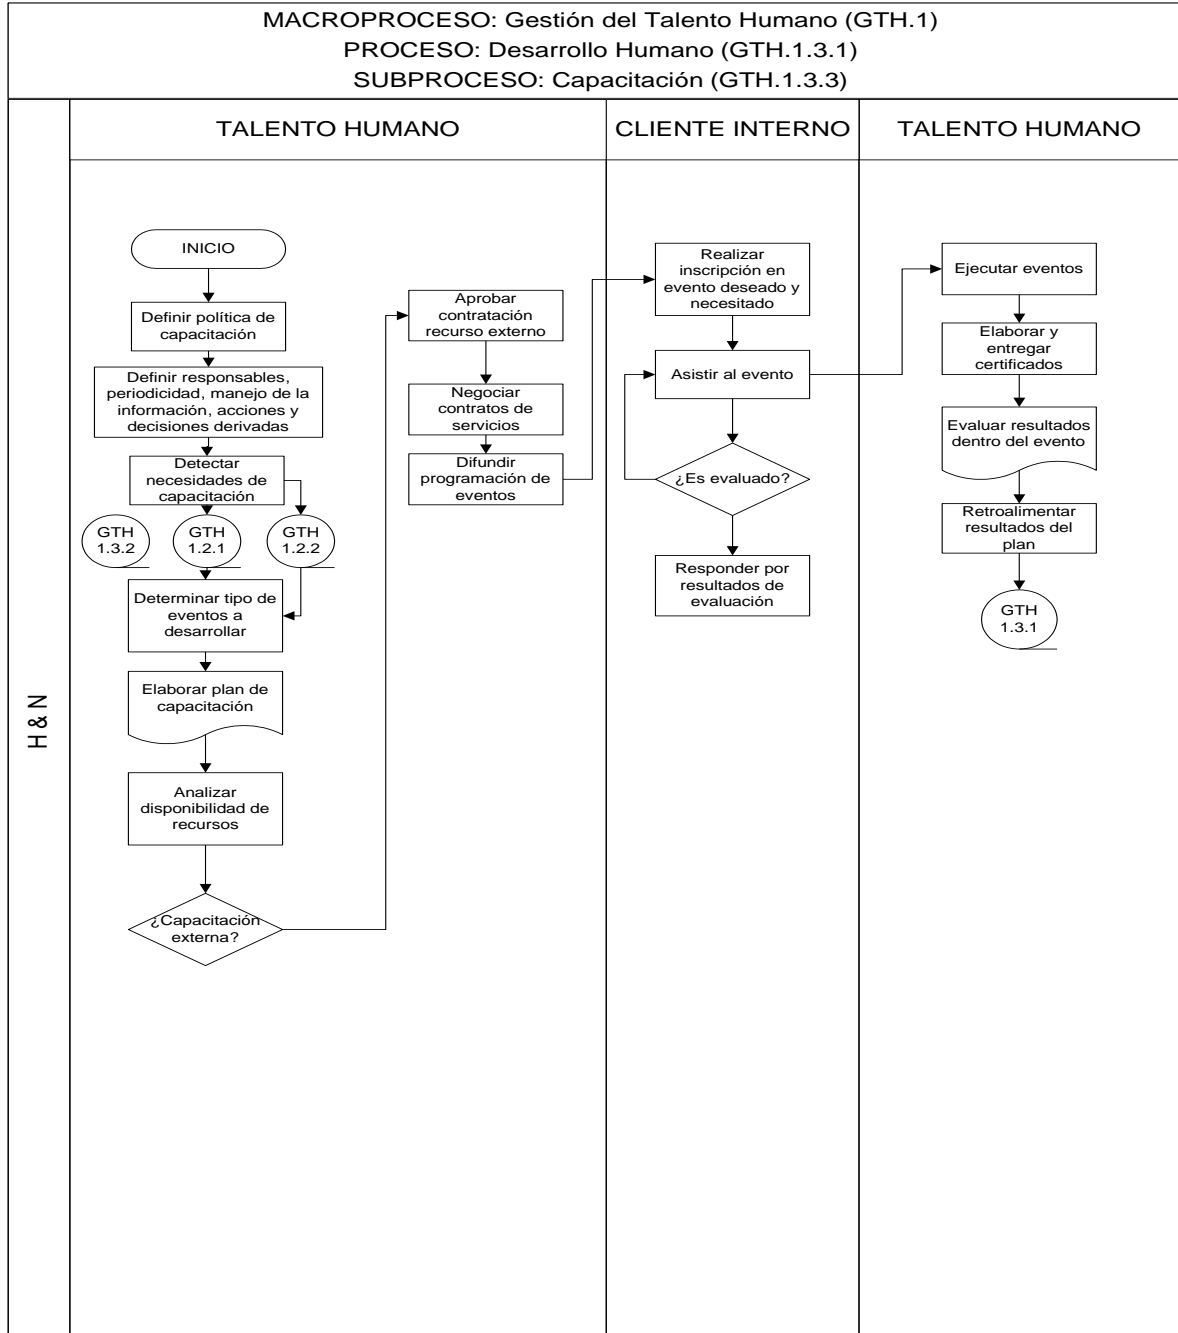 MACROPROCESO: Gestión del Talento Humano (GTH.1)
PROCESO: Desarrollo Humano (GTH.1.3.1)
SUBPROCESO: Capacitación (GTH.1.3.3)
TALENTO HUMANO
CLIENTE INTERNO
TALENTO HUMANO
H & N
INICIO
Definir política de
capacitación
Definir responsables,
periodicidad, manejo de la
información, acciones y
decisiones derivadas
Detectar
necesidades de
capacitación
GTH
1.3.2
GTH
1.2.1
GTH
1.2.2
Determinar tipo de
eventos a
desarrollar
Elaborar plan de
capacitación
Analizar
disponibilidad de
recursos
¿Capacitación
externa?
Aprobar
contratación
recurso externo
Negociar
contratos de
servicios
Difundir
programación de
eventos
Realizar
inscripción en
evento deseado y
necesitado
Asistir al evento
¿Es evaluado?
Responder por
resultados de
evaluación
Ejecutar eventos
Elaborar y
entregar
certificados
Evaluar resultados
dentro del evento
Retroalimentar
resultados del
plan
GTH
1.3.1